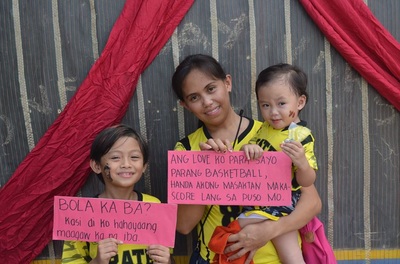 BOLA KA BA?
Kasi di ko hahayaang
maagaw ka ng iba
ANG LOVE KO PARA SAYO
PARANG BASKETBALL,
HANDA AKONG MASAKTAN MAKA-
SCORE LANG SA PUSO MO.